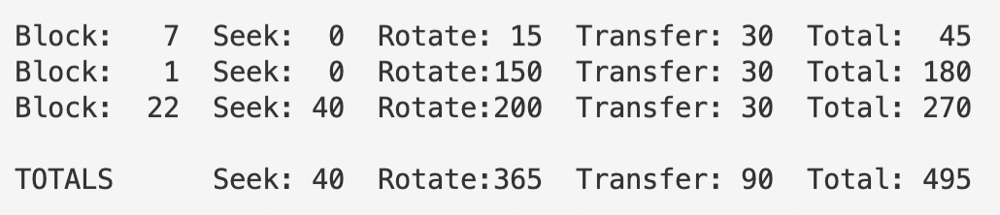 Block:   7  Seek:  0  Rotate: 15  Transfer: 30  Total:  45
Block:   1  Seek:  0  Rotate:150  Transfer: 30  Total: 180
Block:  22  Seek: 40  Rotate:200  Transfer: 30  Total: 270

TOTALS      Seek: 40  Rotate:365  Transfer: 90  Total: 495